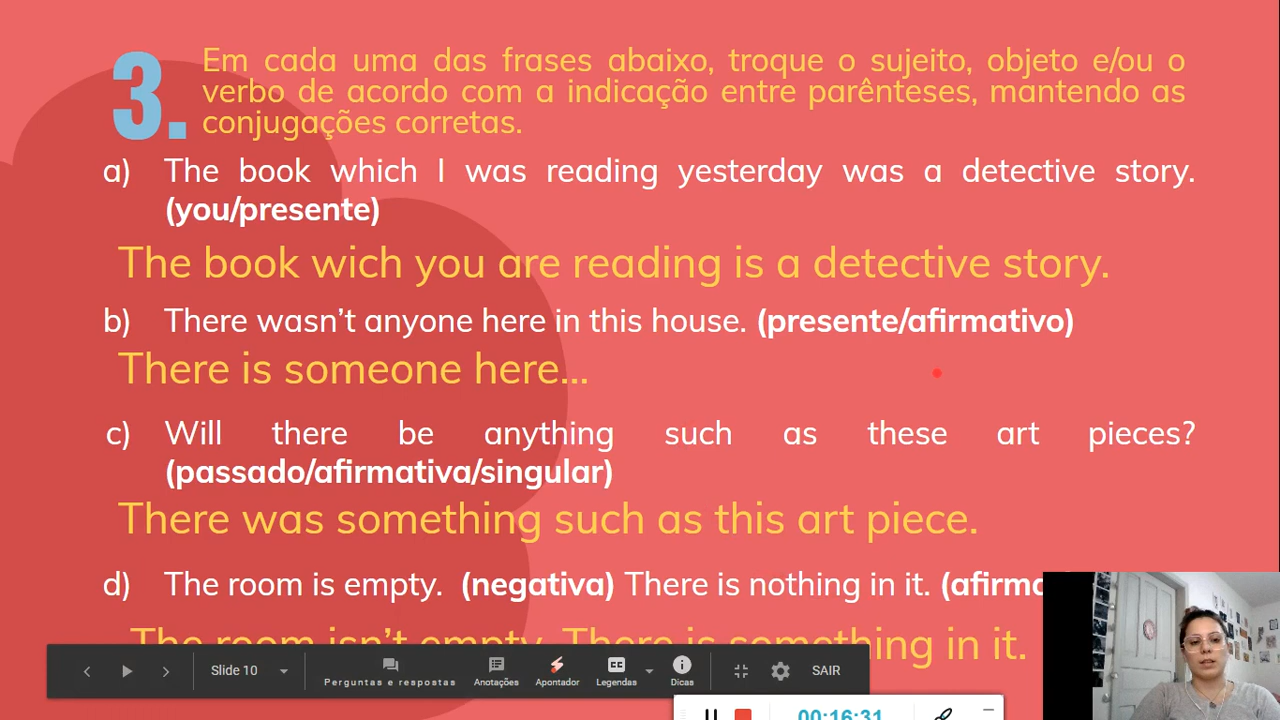 3.
Em cada uma das frases abaixo, troque o sujeito, objeto e/ou o
verbo de acordo com a indicação entre parênteses, mantendo as
conjugações corretas.
a) The book which I was reading yesterday was a detective story.
(you/presente)
The book wich you are reading is a detective story.
b) There wasn't anyone here in this house. (presente/afirmativo)
There is someone here...
c) Will there be anything such as these art pieces?
(passado/afirmativa/singular)
There was something such as this art piece.
d) The room is empty. (negativa) There is nothing in it.
The room isn't empty. There is something in it.
Slide 10
Perguntas e respostas
Anotações
Apontador
Legendas
Dicas
SAIR
00:16:31